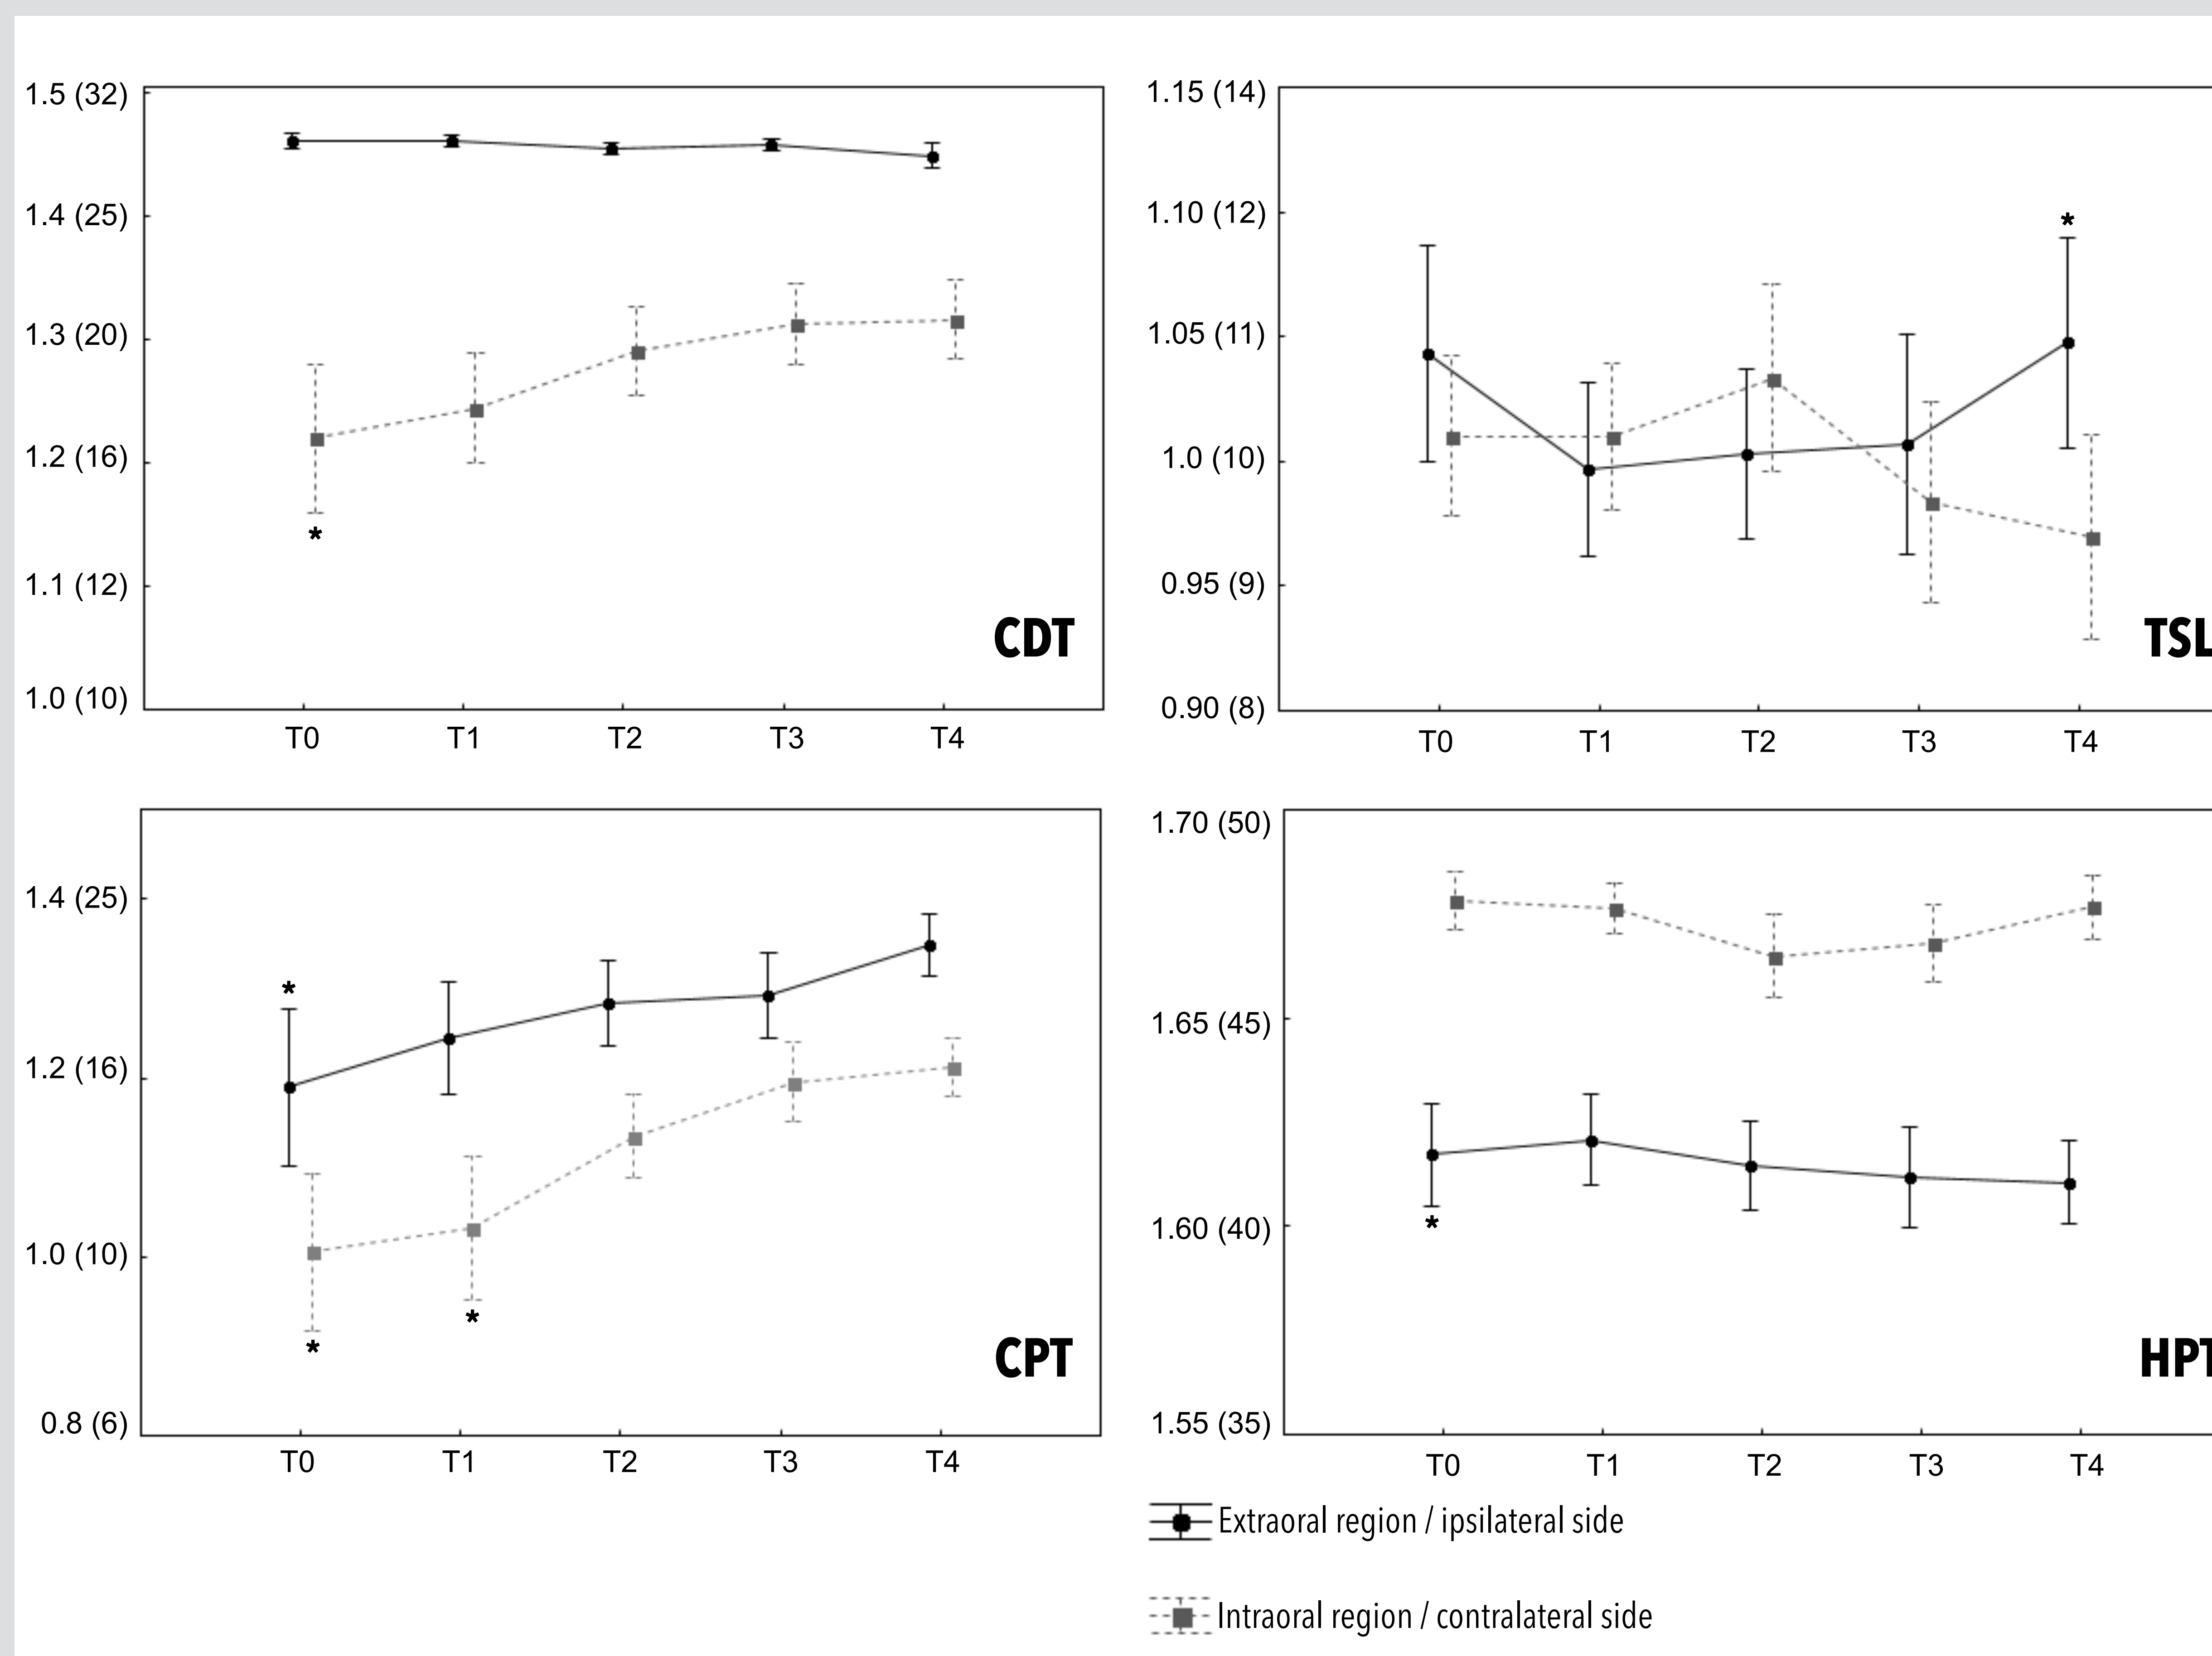 1.5 (32)
1.4 (25)
1.3 (20)
1.2 (16)
1.1 (12)
1.0 (10)
*
CDT
T0 T1 T2 T3 T4
1.15 (14)
1.10 (12)
1.05 (11)
1.0 (10)
0.95 (9)
0.90 (8)
*
TSL
T0 T1 T2 T3 T4
1.4 (25)
1.2 (16)
1.0 (10)
0.8 (6)
*
*
*
CPT
T0 T1 T2 T3 T4
1.70 (50)
1.65 (45)
1.60 (40)
1.55 (35)
*
HPT
T0 T1 T2 T3 T4
Extraoral region / ipsilateral side
Intraoral region / contralateral side